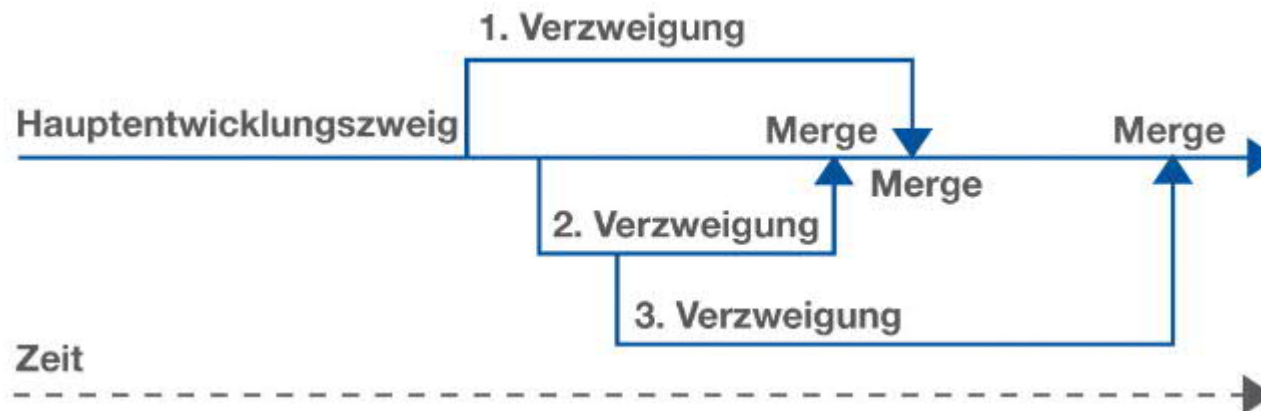 1. Verzweigung
Hauptentwicklungszweig
Merge
Merge
Merge
2. Verzweigung
3. Verzweigung
Zeit